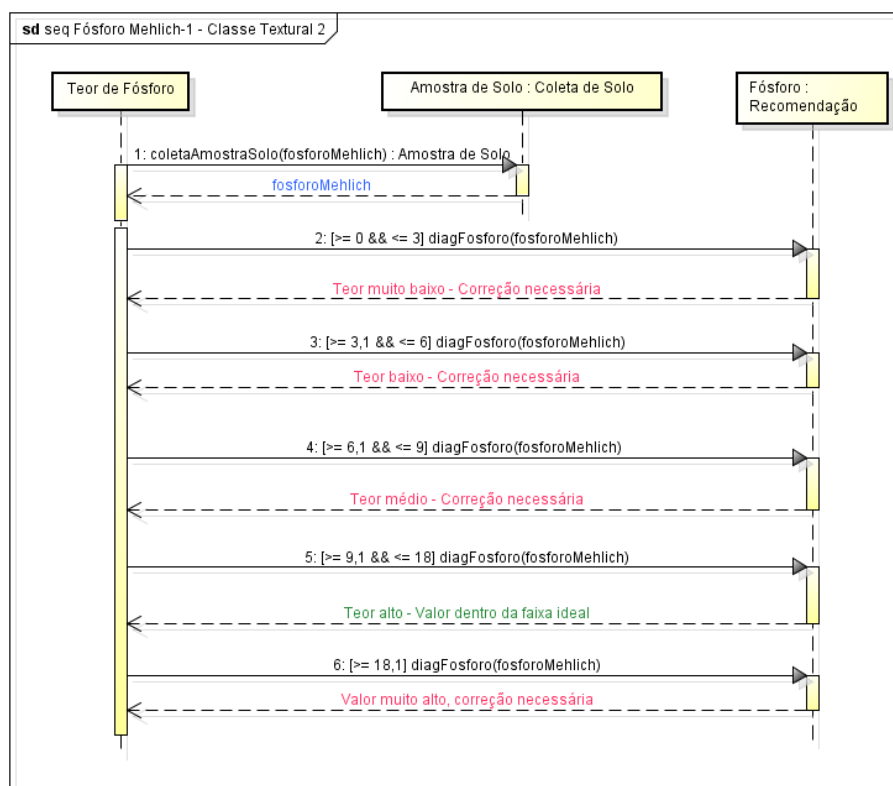 sd seq Fósforo Mehlich-1 - Classe Textural 2
Teor de Fósforo
Amostra de Solo : Coleta de Solo
Fósforo :
Recomendação
1: coletaAmostraSolo(fosforoMehlich) : Amostra de Solo
fosforoMehlich
2: [>= 0 && <= 3] diagFosforo(fosforoMehlich)
Teor muito baixo - Correção necessária
3: [>= 3,1 && <= 6] diagFosforo(fosforoMehlich)
Teor baixo - Correção necessária
4: [>= 6,1 && <= 9] diagFosforo(fosforoMehlich)
Teor médio - Correção necessária
5: [>= 9,1 && <= 18] diagFosforo(fosforoMehlich)
Teor alto - Valor dentro da faixa ideal
6: [>= 18,1] diagFosforo(fosforoMehlich)
Valor muito alto, correção necessária